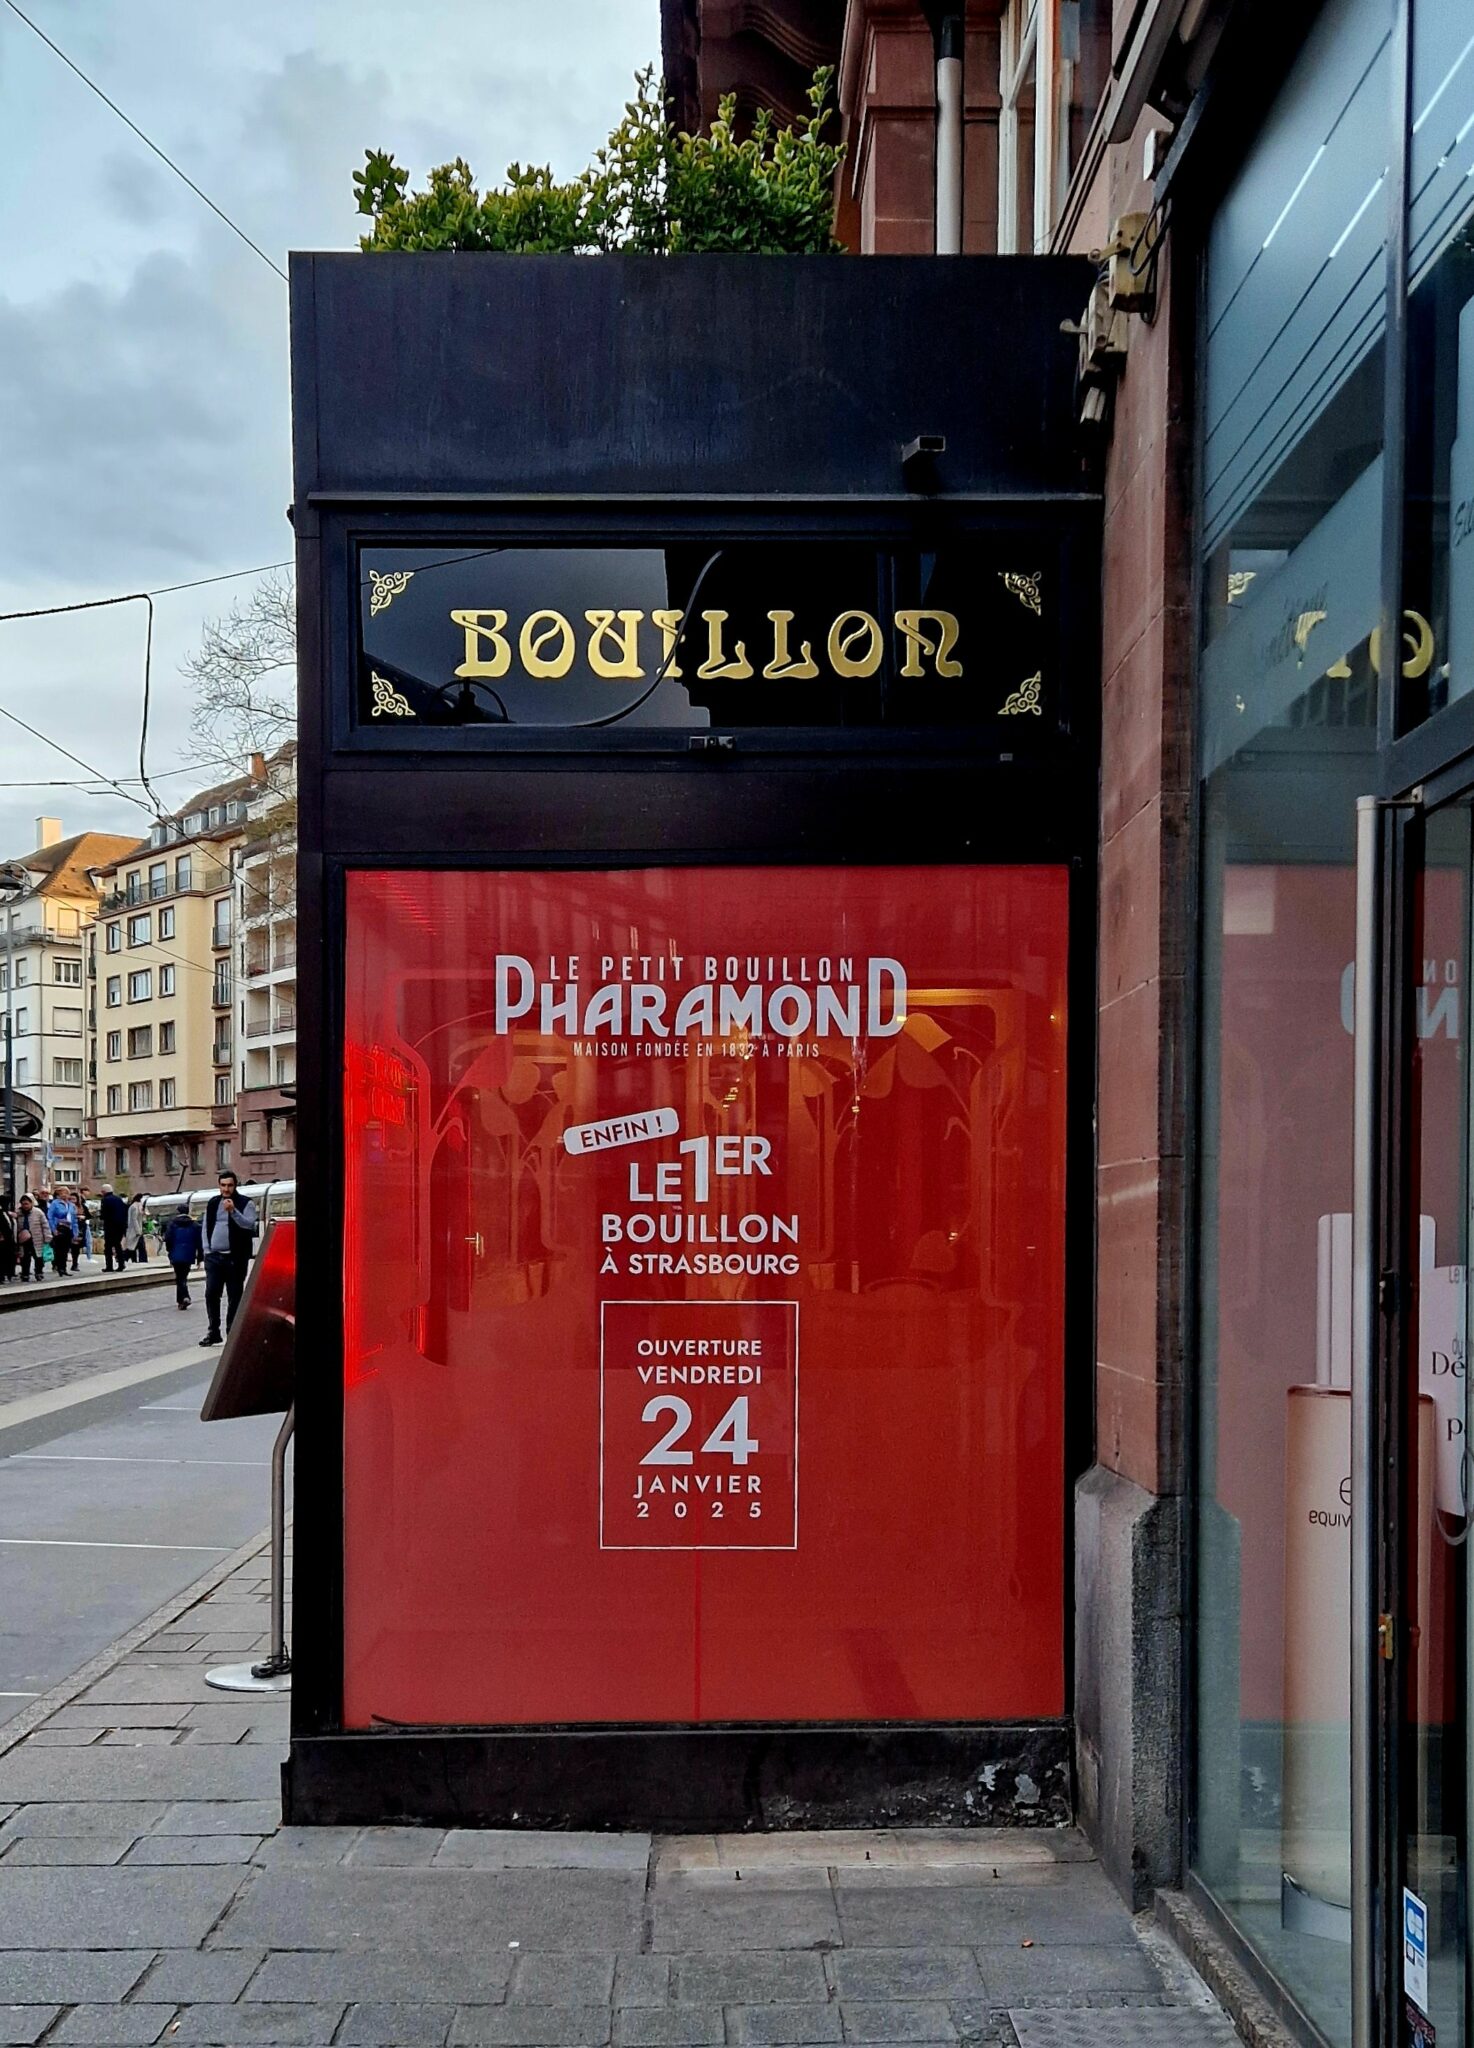 BOUILLON
LE PETIT BOUILLON
PHARAMOND
MAISON FONDÉE EN 1832 À PARIS
ENFIN !
LE 1ER
BOUILLON
À STRASBOURG
OUVERTURE
VENDREDI
24
JANVIER
2025